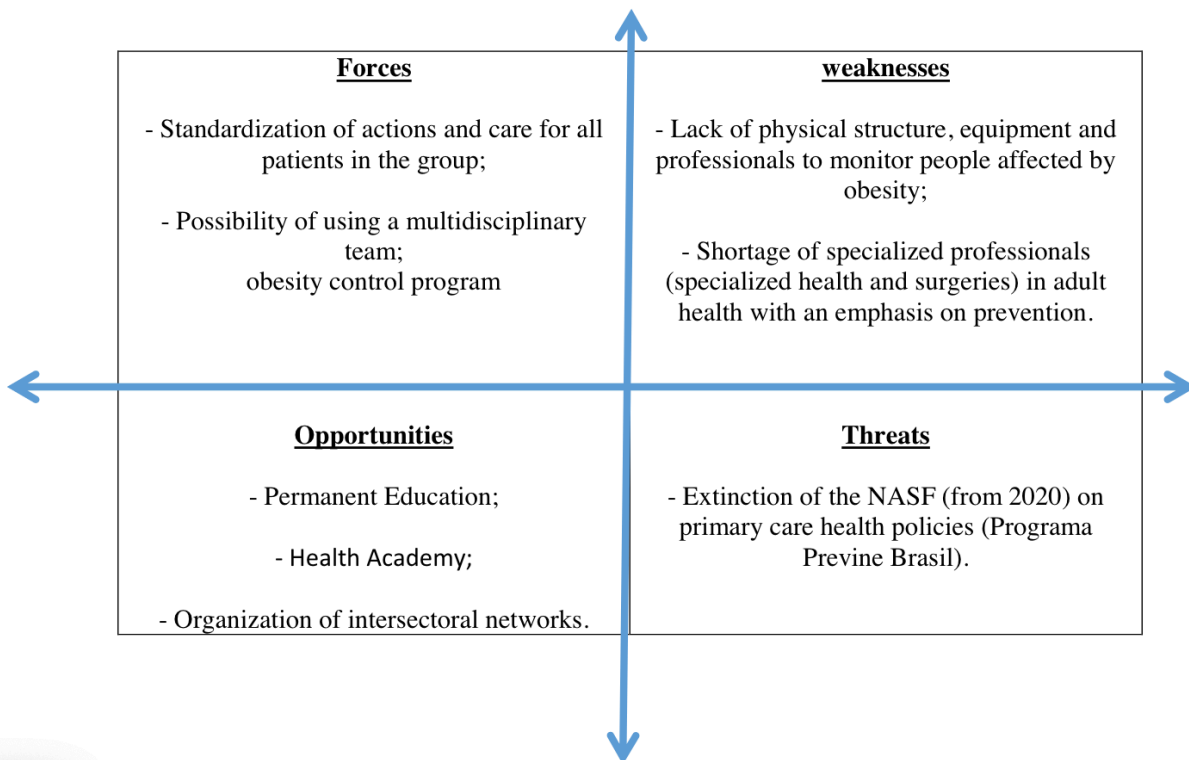 Forces
- Standardization of actions and care for all
patients in the group;
- Possibility of using a multidisciplinary
team;
obesity control program
weaknesses
- Lack of physical structure, equipment and
professionals to monitor people affected by
obesity;
- Shortage of specialized professionals
(specialized health and surgeries) in adult
health with an emphasis on prevention.
Opportunities
- Permanent Education;
- Health Academy;
- Organization of intersectoral networks.
Threats
- Extinction of the NASF (from 2020) on
primary care health policies (Programa
Previne Brasil).